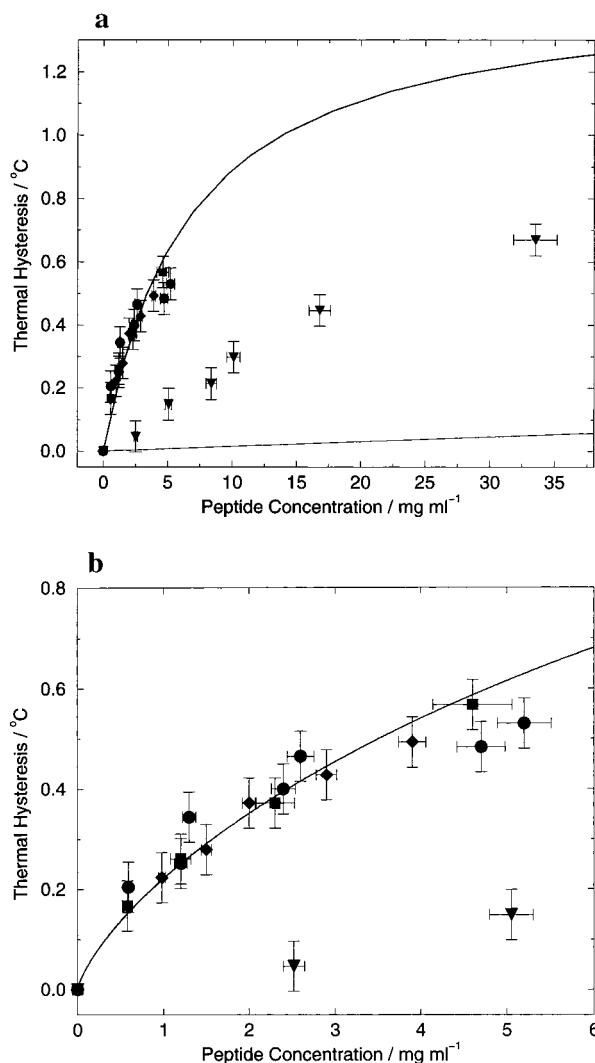 a
1.2
1.0
0.8
0.6
0.4
0.2
0.0
Thermal Hysteresis / °C
0 5 10 15 20 25 30 35
Peptide Concentration / mg ml⁻¹
b
0.8
0.6
0.4
0.2
0.0
Thermal Hysteresis / °C
0 1 2 3 4 5 6
Peptide Concentration / mg ml⁻¹